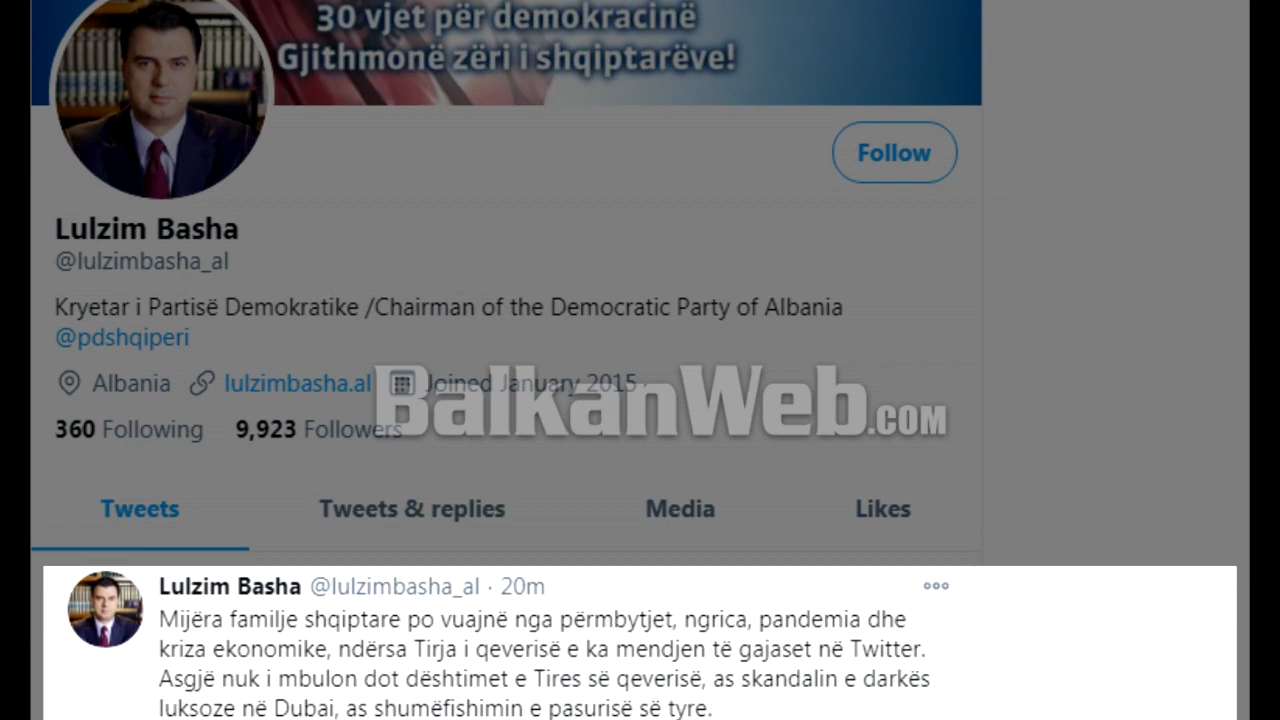 30 vjet për demokracinë
Gjithmonë zëri i shqiptarëve!
Follow
Lulzim Basha
@lulzimbasha_al
Kryetar i Partisë Demokratike /Chairman of the Democratic Party of Albania
@pdshqiperi
Albania lulzimbasha.al Joined January 2015
BalkanWeb.COM
360 Following 9,923 Followers
Tweets Tweets & replies Media Likes
Lulzim Basha @lulzimbasha_al · 20m
Mijëra familje shqiptare po vuajnë nga përmbytjet, ngrica, pandemia dhe
kriza ekonomike, ndërsa Tirja i qeverisë e ka mendjen të gajaset në Twitter.
Asgjë nuk i mbulon dot dështimet e Tires së qeverisë, as skandalin e darkës
luksoze në Dubai, as shumëfishimin e pasurisë së tyre.